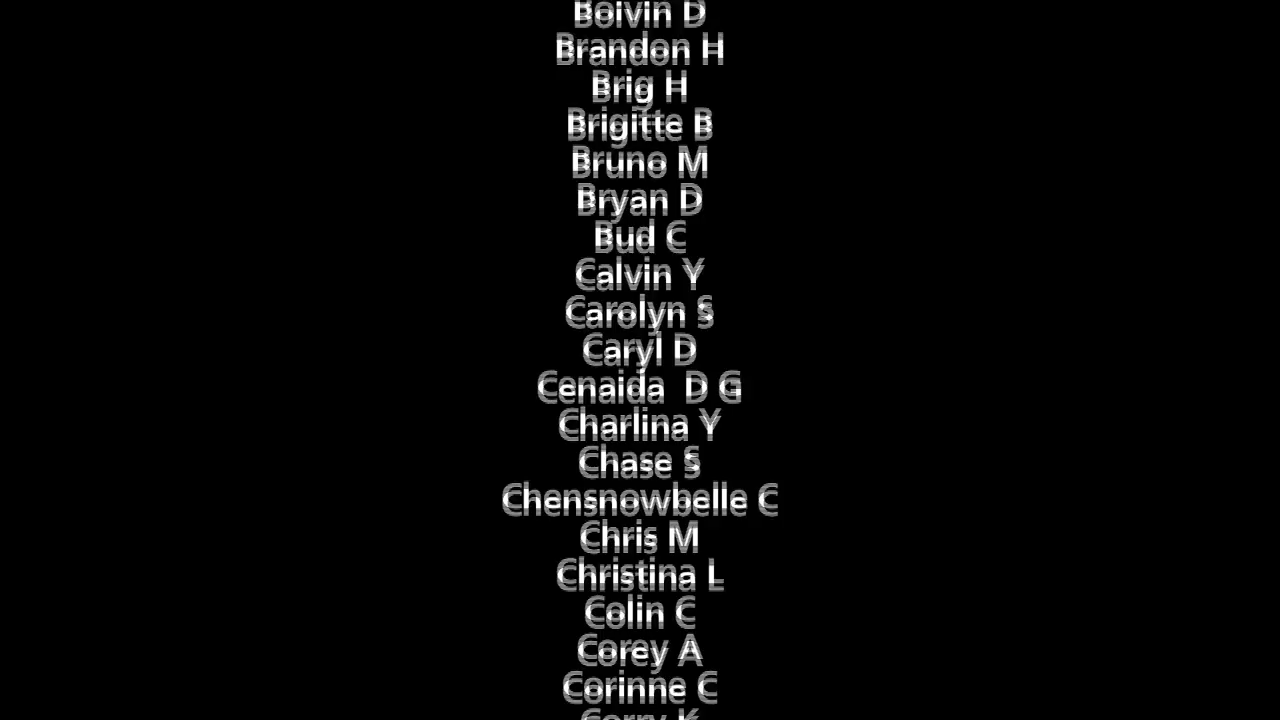 Boivin D
Brandon H
Brig H
Brigitte B
Bruno M
Bryan D
Bud C
Calvin Y
Carolyn S
Caryl D
Cenaida  D G
Charlina Y
Chase S
Chensnowbelle C
Chris M
Christina L
Colin C
Corey A
Corinne C